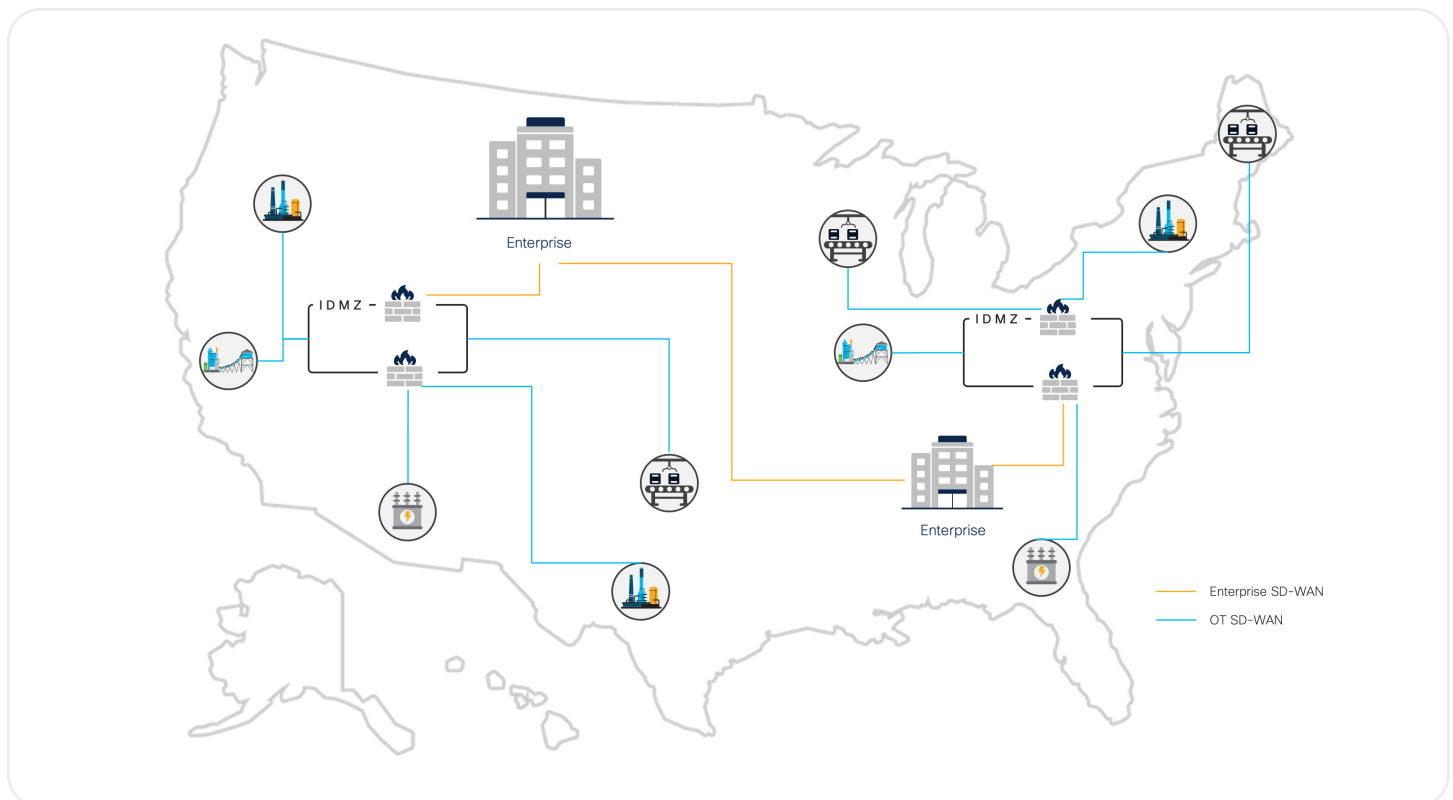 Enterprise
IDMZ
IDMZ
Enterprise
Enterprise SD-WAN
OT SD-WAN